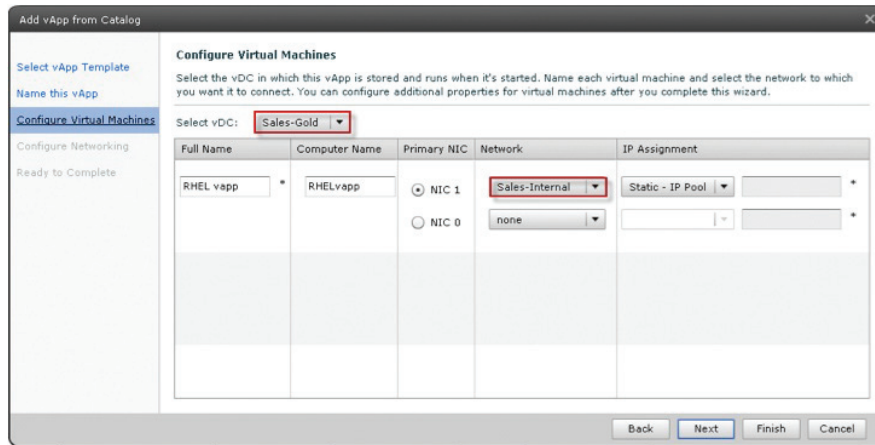 Add vApp from Catalog
Select vApp Template
Name this vApp
Configure Virtual Machines
Configure Networking
Ready to Complete
Configure Virtual Machines
Select the vDC in which this vApp is stored and runs when it's started. Name each virtual machine and select the network to which
you want it to connect. You can configure additional properties for virtual machines after you complete this wizard.
Select vDC: Sales-Gold
Full Name Computer Name Primary NIC Network IP Assignment
RHEL vapp * RHELvapp NIC 1 Sales-Internal Static - IP Pool *
NIC 0 none *
Back Next Finish Cancel